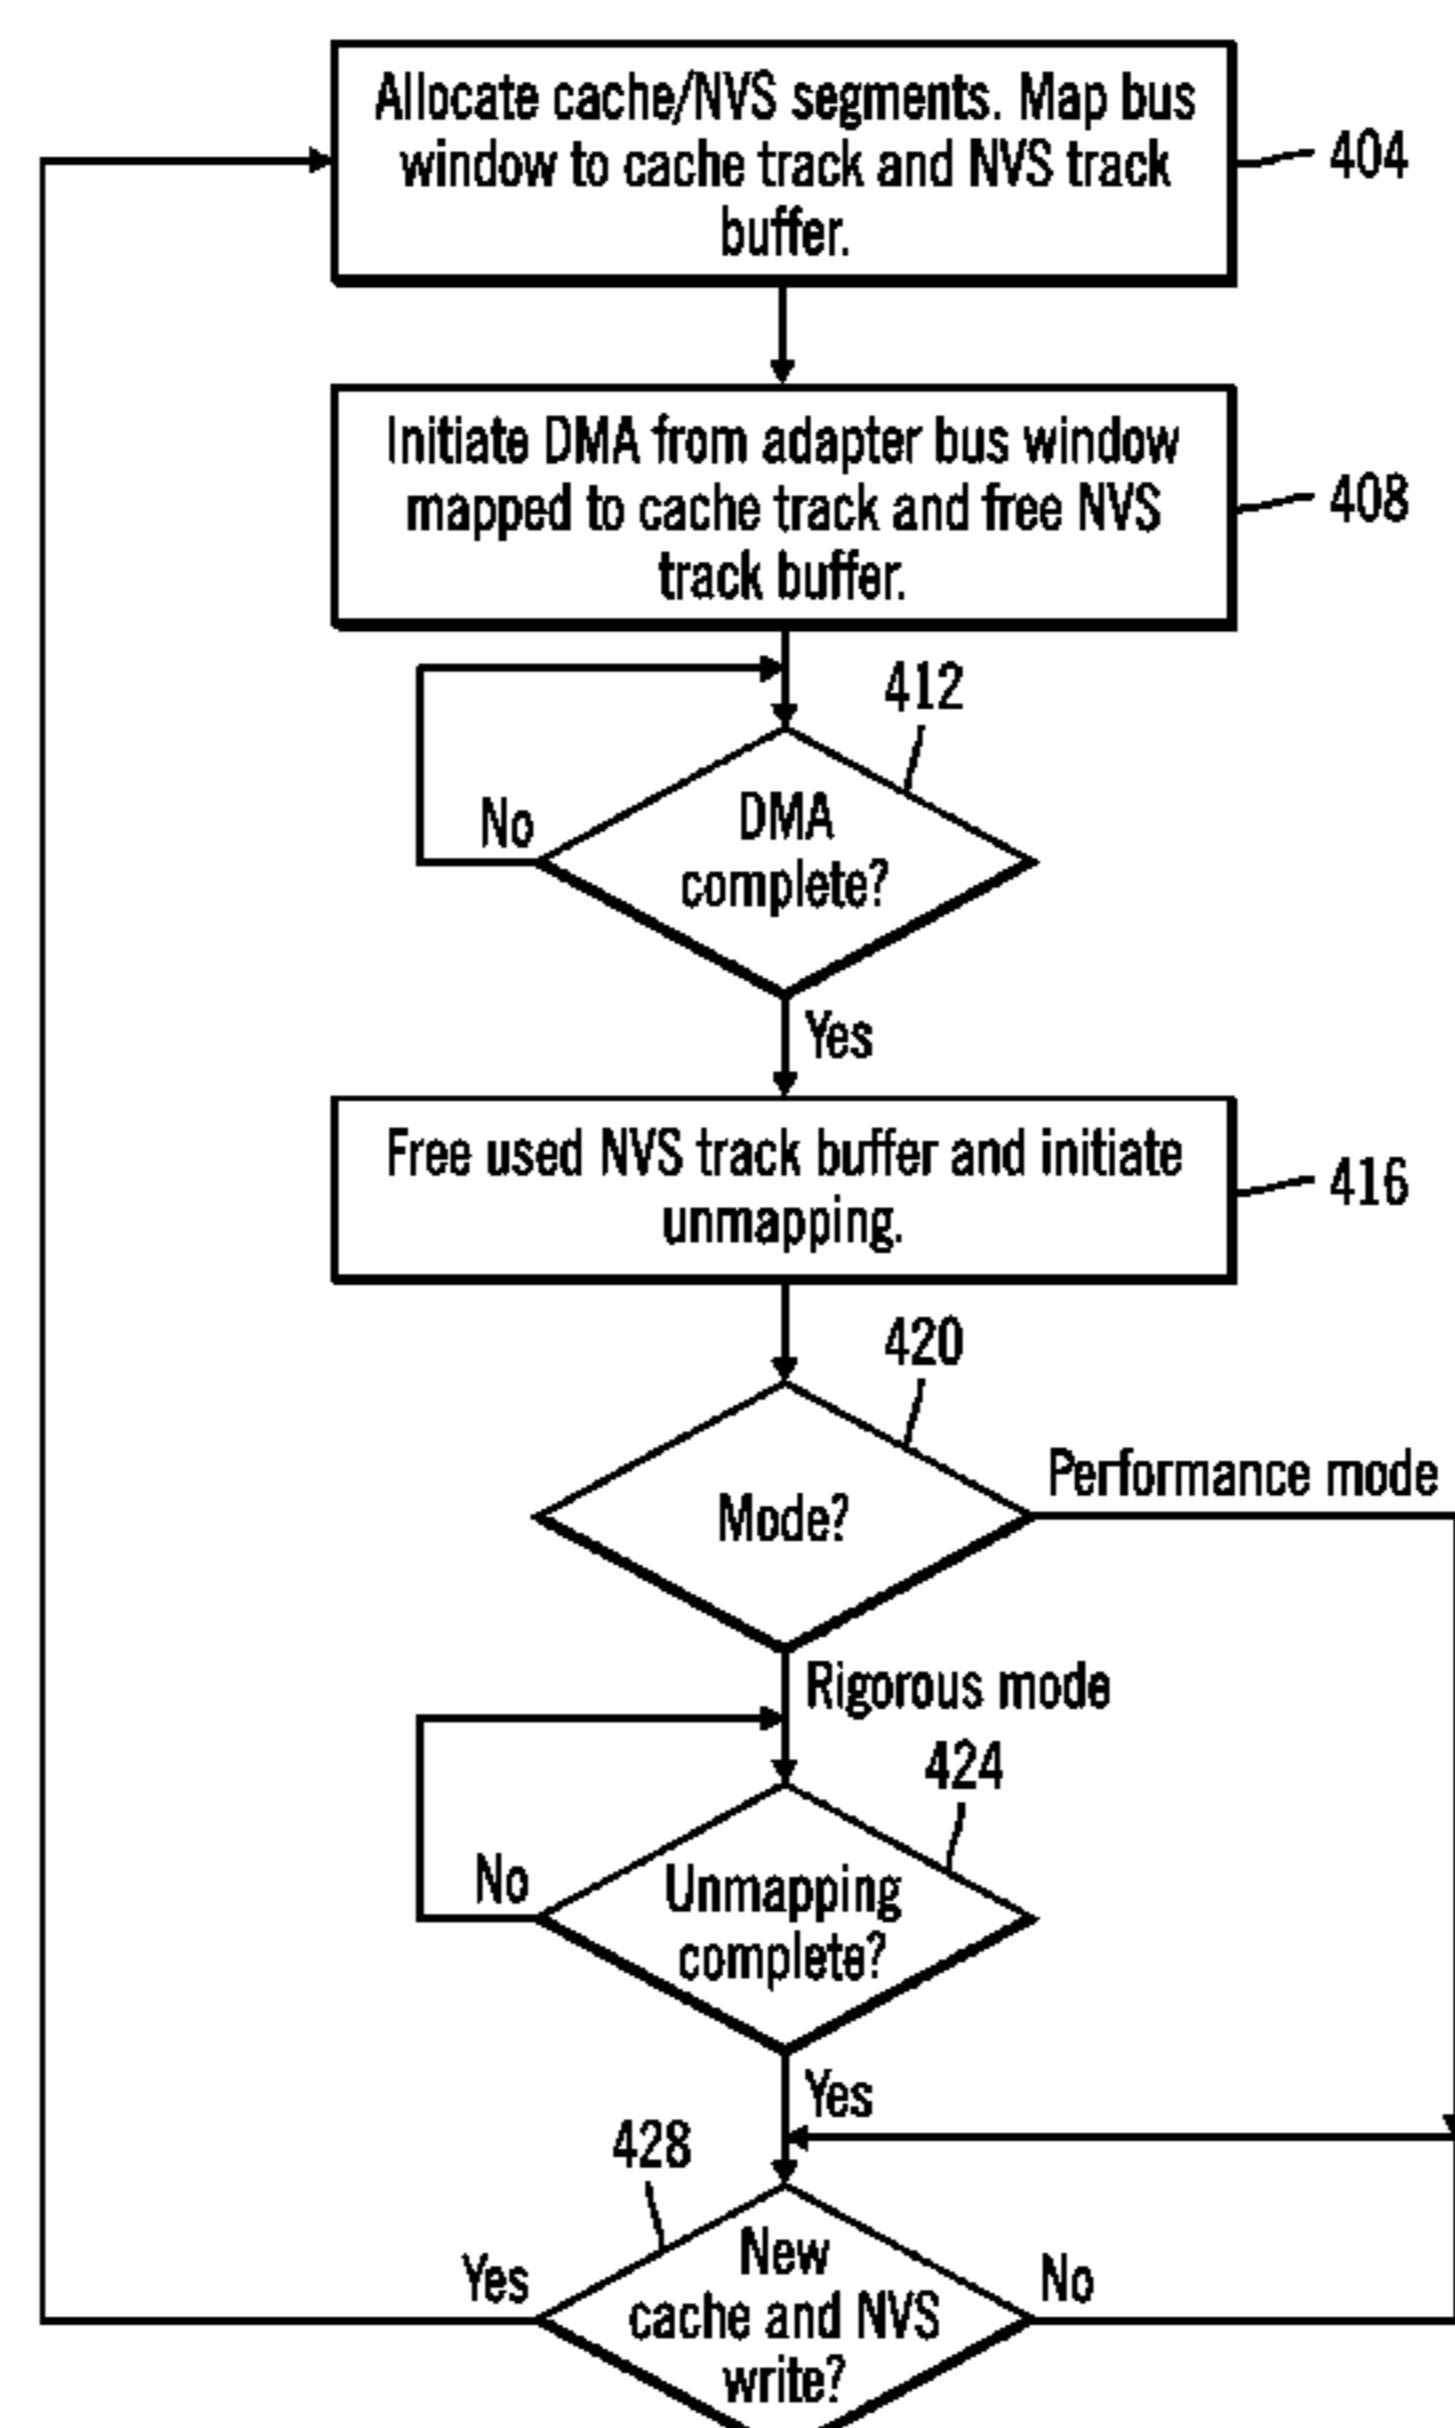 Allocate cache/NVS segments. Map bus
window to cache track and NVS track
buffer.
404
Initiate DMA from adapter bus window
mapped to cache track and free NVS
track buffer.
408
412
No
DMA
complete?
Yes
Free used NVS track buffer and initiate
unmapping.
416
420
Performance mode
Mode?
Rigorous mode
424
No
Unmapping
complete?
Yes
428
Yes
New
cache and NVS
write?
No